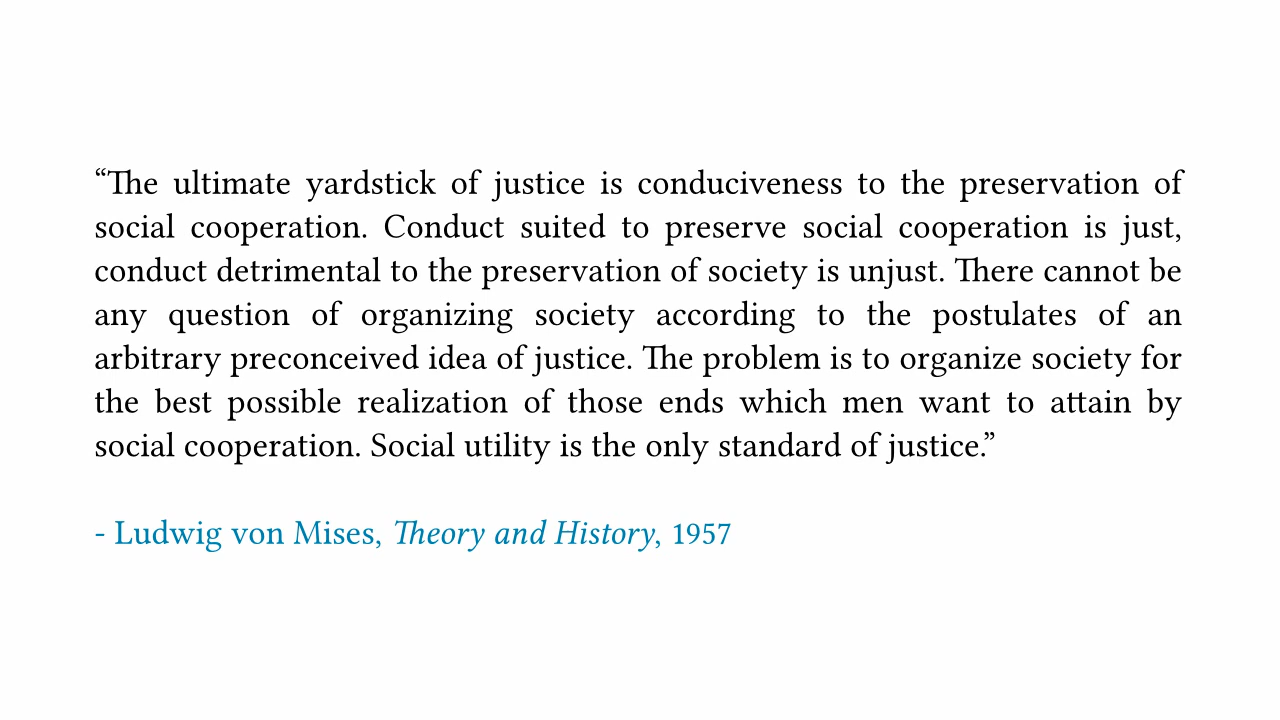 “The ultimate yardstick of justice is conduciveness to the preservation of
social cooperation. Conduct suited to preserve social cooperation is just,
conduct detrimental to the preservation of society is unjust. There cannot be
any question of organizing society according to the postulates of an
arbitrary preconceived idea of justice. The problem is to organize society for
the best possible realization of those ends which men want to attain by
social cooperation. Social utility is the only standard of justice.”
- Ludwig von Mises, Theory and History, 1957